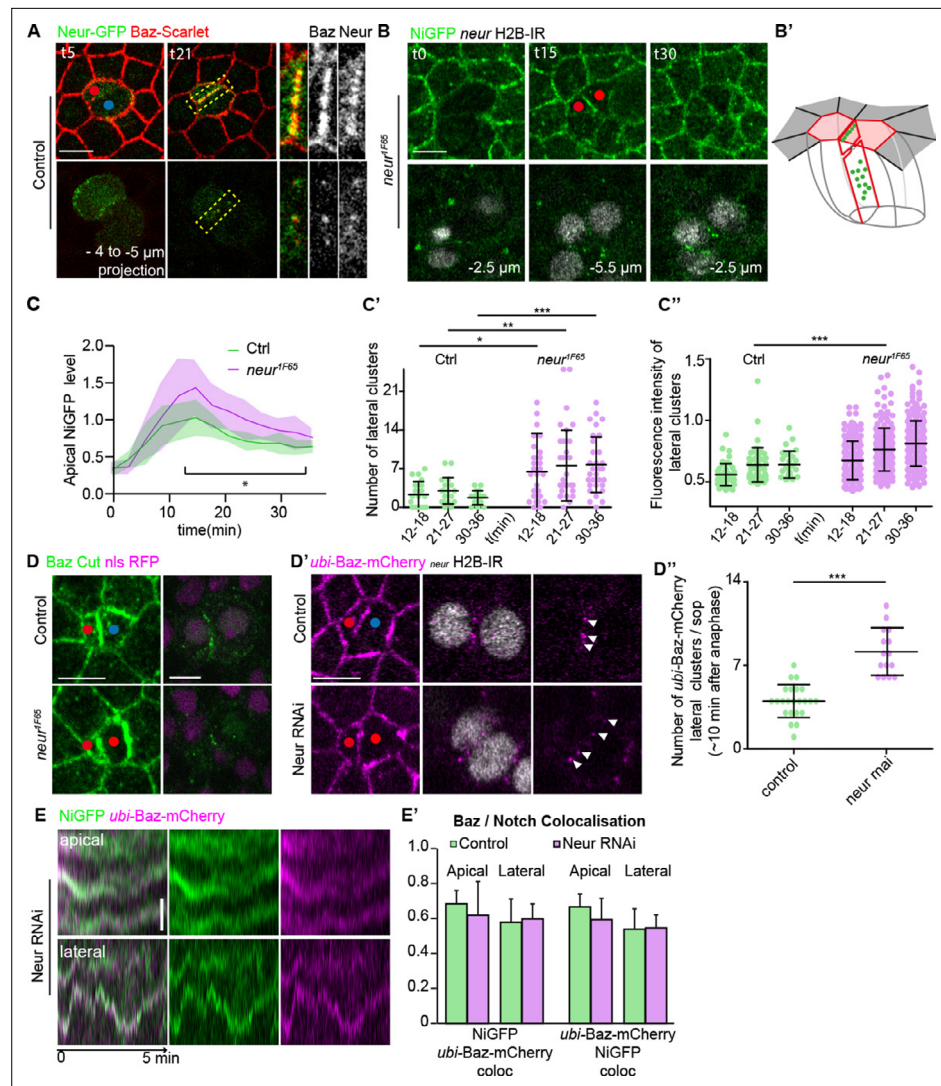 A
Neur-GFP Baz-Scarlet
t5
t21
Baz Neur
Control
- 4 to -5 µm
projection
B
NiGFP neur H2B-IR
t0
t15
t30
neur1F65
-2.5 µm
-5.5 µm
-2.5 µm
B'
C
Apical NiGFP level
2.0
1.5
1.0
0.5
0.0
0
10
20
30
time(min)
Ctrl
neur1F65
*
C'
Number of lateral clusters
24
18
12
7
0
***
**
*
Ctrl
neur1F65
12-18
21-27
30-36
t(min)
12-18
21-27
30-36
C''
Fluorescence intensity of
lateral clusters
1.5
1.0
0.5
***
Ctrl
neur1F65
12-18
21-27
30-36
t(min)
12-18
21-27
30-36
D
Baz Cut nls RFP
Control
neur1F65
D'
ubi-Baz-mCherry neur H2B-IR
Control
Neur RNAi
D''
Number of ubi-Baz-mCherry
lateral clusters / sop
(~10 min after anaphase)
14
7
0
***
control
neur rnai
E
NiGFP ubi-Baz-mCherry
apical
lateral
Neur RNAi
0
5 min
E'
Baz / Notch Colocalisation
Control
Neur RNAi
Apical Lateral
Apical Lateral
1.0
0.8
0.6
0.4
0.2
0
NiGFP
ubi-Baz-mCherry
coloc
ubi-Baz-mCherry
NiGFP
coloc